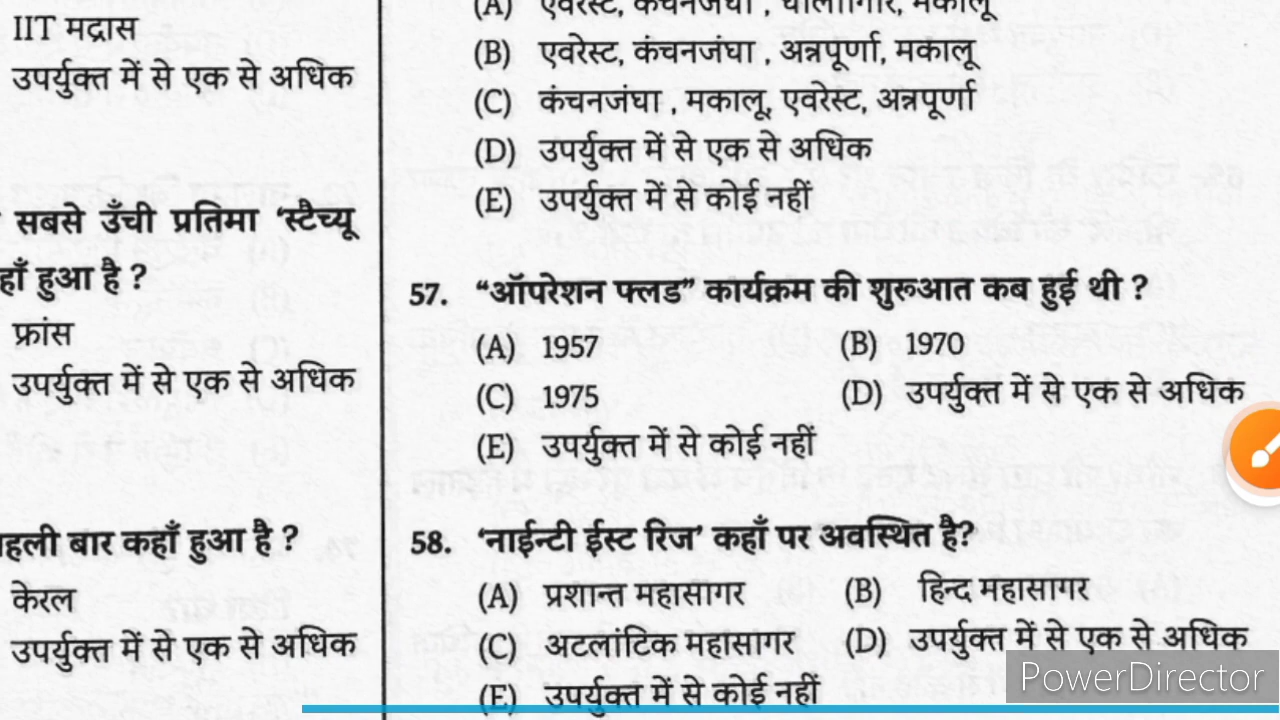 IIT मद्रास
उपर्युक्त में से एक से अधिक
सबसे उँची प्रतिमा ‘स्टैच्यू
हाँ हुआ है ?
फ्रांस
उपर्युक्त में से एक से अधिक
हली बार कहाँ हुआ है ?
केरल
उपर्युक्त में से एक से अधिक
(A) एवरेस्ट, कंचनजंघा , धौलागिरि, मकालू
(B) एवरेस्ट, कंचनजंघा , अन्नपूर्णा, मकालू
(C) कंचनजंघा , मकालू, एवरेस्ट, अन्नपूर्णा
(D) उपर्युक्त में से एक से अधिक
(E) उपर्युक्त में से कोई नहीं
57. “ऑपरेशन फ्लड” कार्यक्रम की शुरूआत कब हुई थी ?
(A) 1957 (B) 1970
(C) 1975 (D) उपर्युक्त में से एक से अधिक
(E) उपर्युक्त में से कोई नहीं
58. ‘नाईन्टी ईस्ट रिज’ कहाँ पर अवस्थित है?
(A) प्रशान्त महासागर (B) हिन्द महासागर
(C) अटलांटिक महासागर (D) उपर्युक्त में से एक से अधिक
(E) उपर्युक्त में से कोई नहीं
PowerDirector